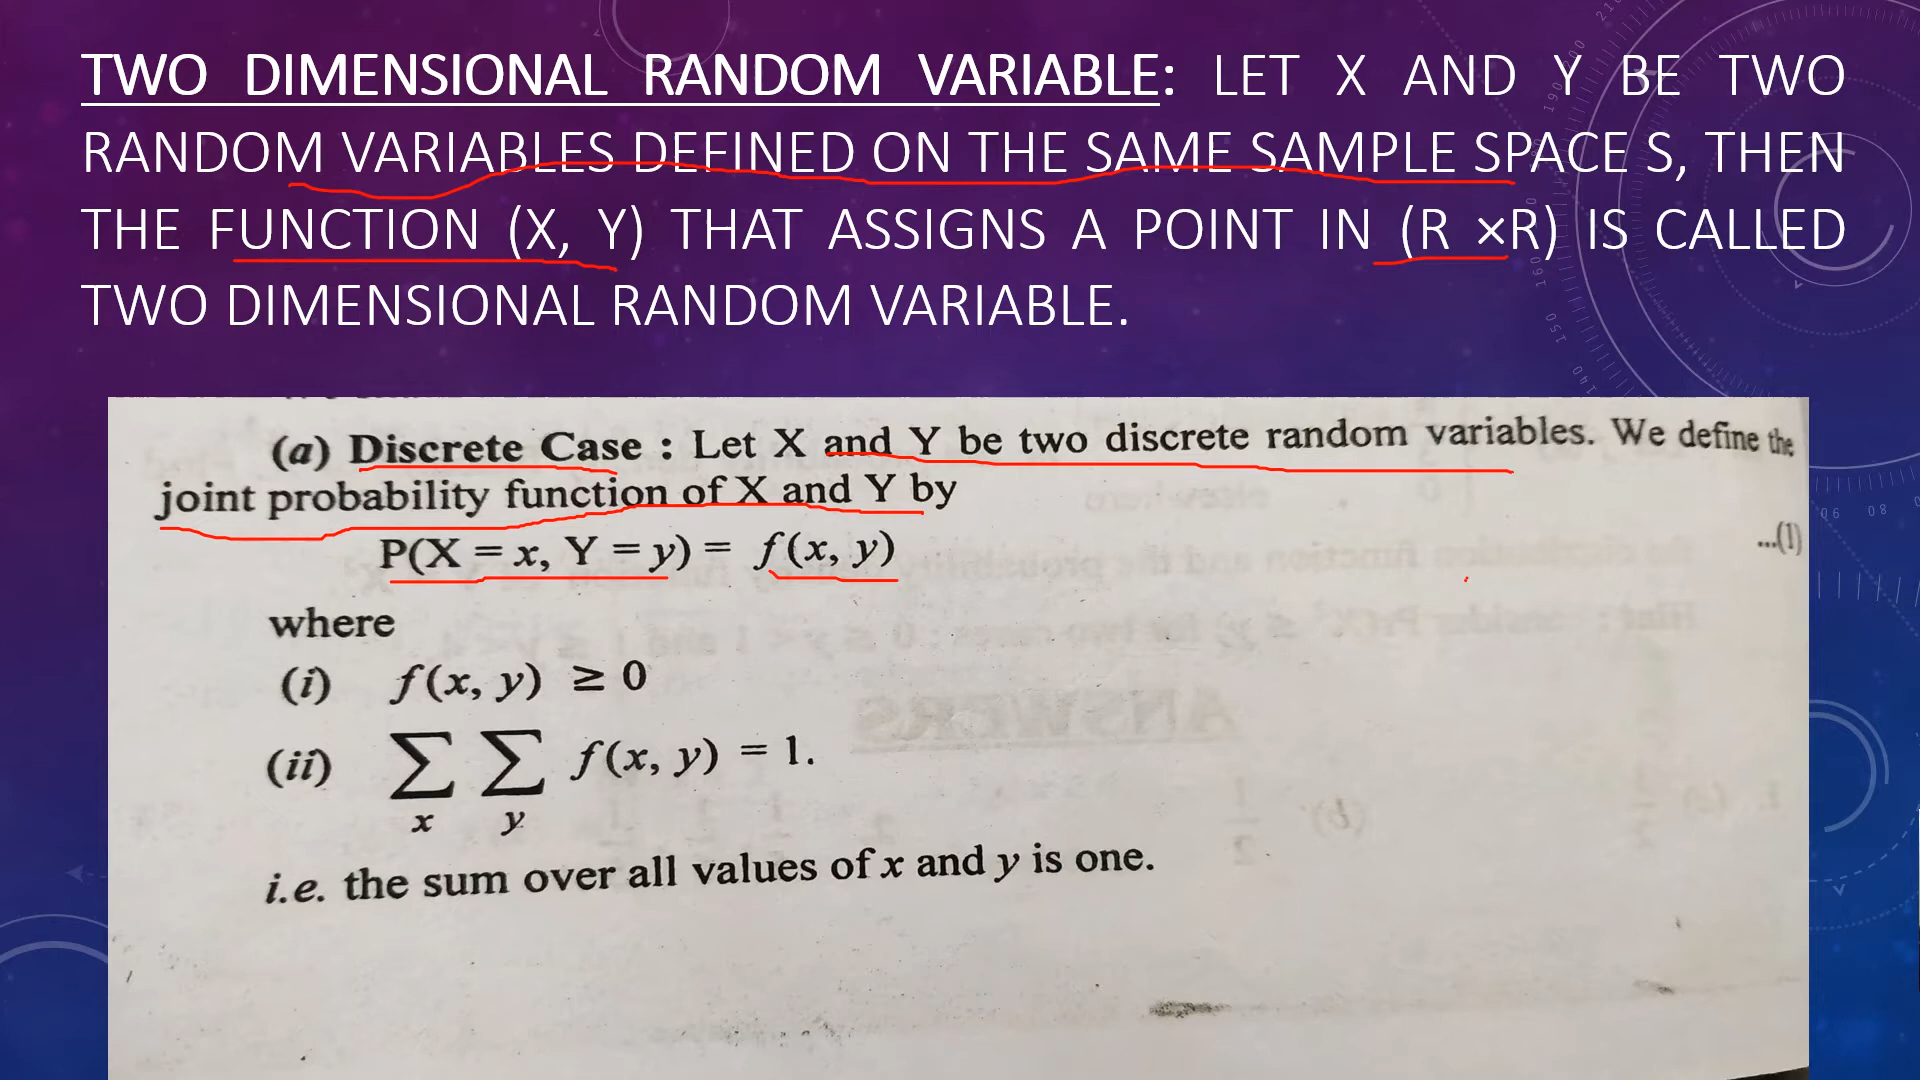 TWO DIMENSIONAL RANDOM VARIABLE: LET X AND Y BE TWO
RANDOM VARIABLES DEFINED ON THE SAME SAMPLE SPACE S, THEN
THE FUNCTION (X, Y) THAT ASSIGNS A POINT IN (R ×R) IS CALLED
TWO DIMENSIONAL RANDOM VARIABLE.
(a) Discrete Case : Let X and Y be two discrete random variables. We define the
joint probability function of X and Y by
P(X = x, Y = y) = f(x, y) ...(1)
where
(i) f(x, y) ≥ 0
(ii) ∑ ∑ f(x, y) = 1.
x y
i.e. the sum over all values of x and y is one.